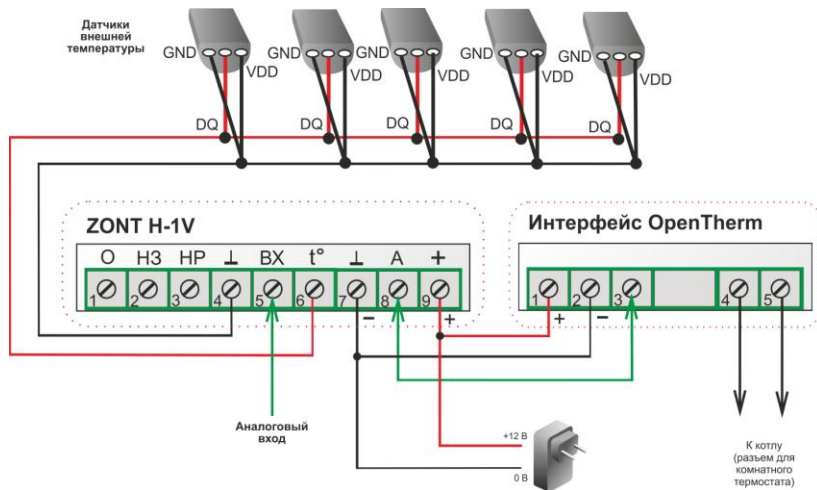 Датчики
внешней
температуры
GND GND GND GND GND
VDD VDD VDD VDD VDD
DQ DQ DQ DQ DQ
ZONT H-1V
О НЗ НР ⊥ ВХ t° ⊥ А +
1 2 3 4 5 6 7 8 9
− +
Интерфейс OpenTherm
1 2 3 4 5
+ −
Аналоговый
вход
+12 В
0 В
К котлу
(разъем для
комнатного
термостата)